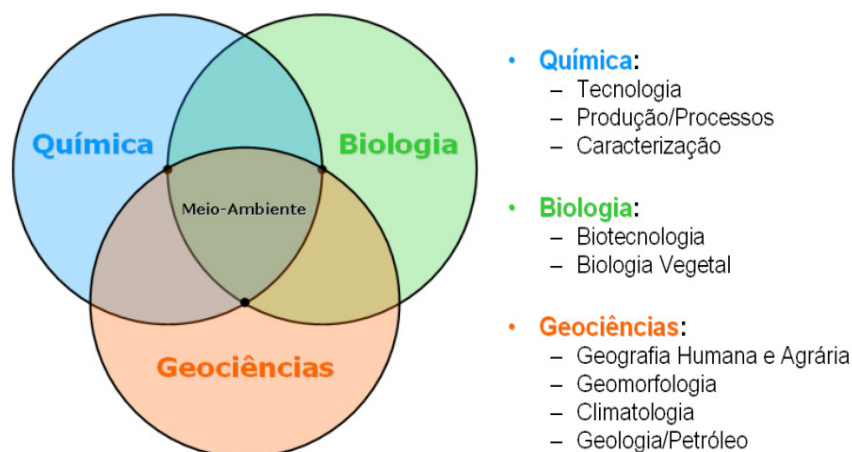 Química
Biologia
Meio-Ambiente
Geociências
• Química:
– Tecnologia
– Produção/Processos
– Caracterização
• Biologia:
– Biotecnologia
– Biologia Vegetal
• Geociências:
– Geografia Humana e Agrária
– Geomorfologia
– Climatologia
– Geologia/Petróleo